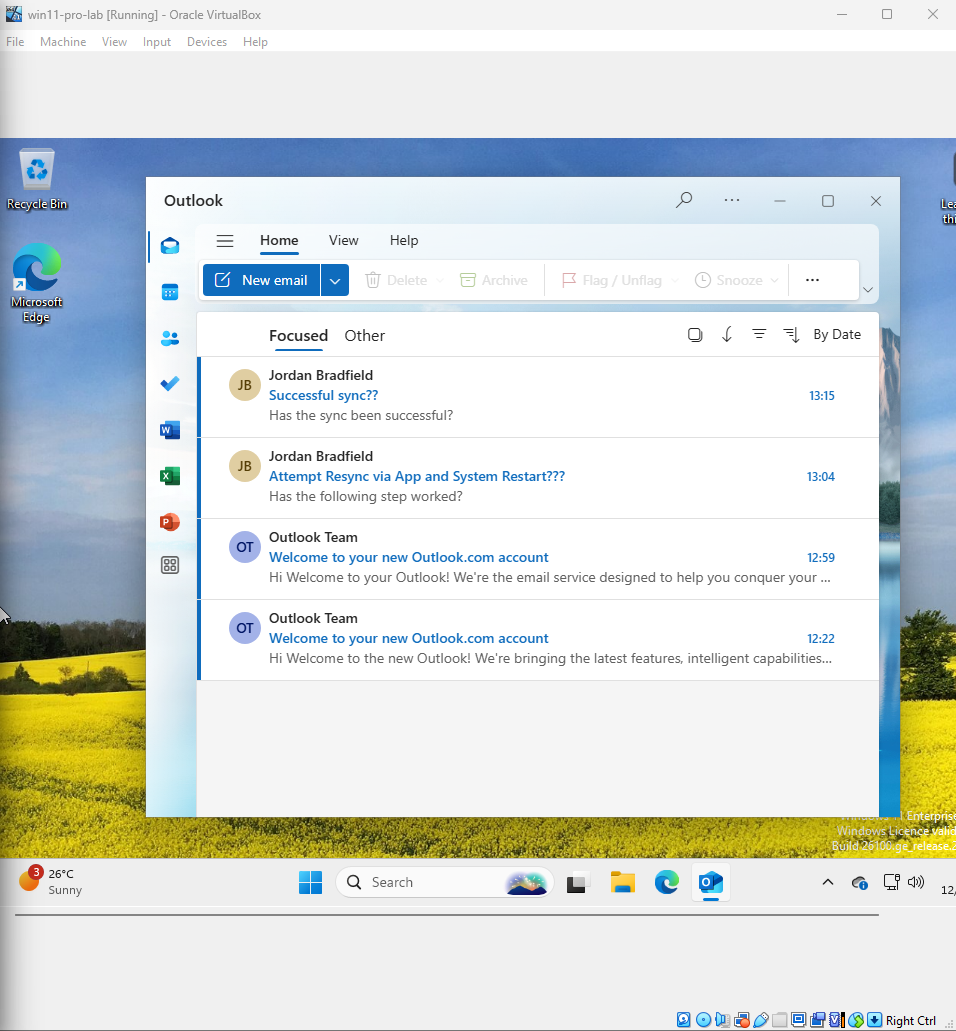 win11-pro-lab [Running] - Oracle VirtualBox
File Machine View Input Devices Help
Recycle Bin
Microsoft
Edge
Outlook
Home View Help
New email Delete Archive Flag / Unflag Snooze
Focused Other By Date
JB
Jordan Bradfield
Successful sync??
13:15
Has the sync been successful?
JB
Jordan Bradfield
Attempt Resync via App and System Restart???
13:04
Has the following step worked?
OT
Outlook Team
Welcome to your new Outlook.com account
12:59
Hi Welcome to your Outlook! We're the email service designed to help you conquer your ...
OT
Outlook Team
Welcome to your new Outlook.com account
12:22
Hi Welcome to the new Outlook! We're bringing the latest features, intelligent capabilities...
Enterprise
Windows Licence valid
Build 26100.ge_release.2
3
26°C
Sunny
Search
12,
Right Ctrl